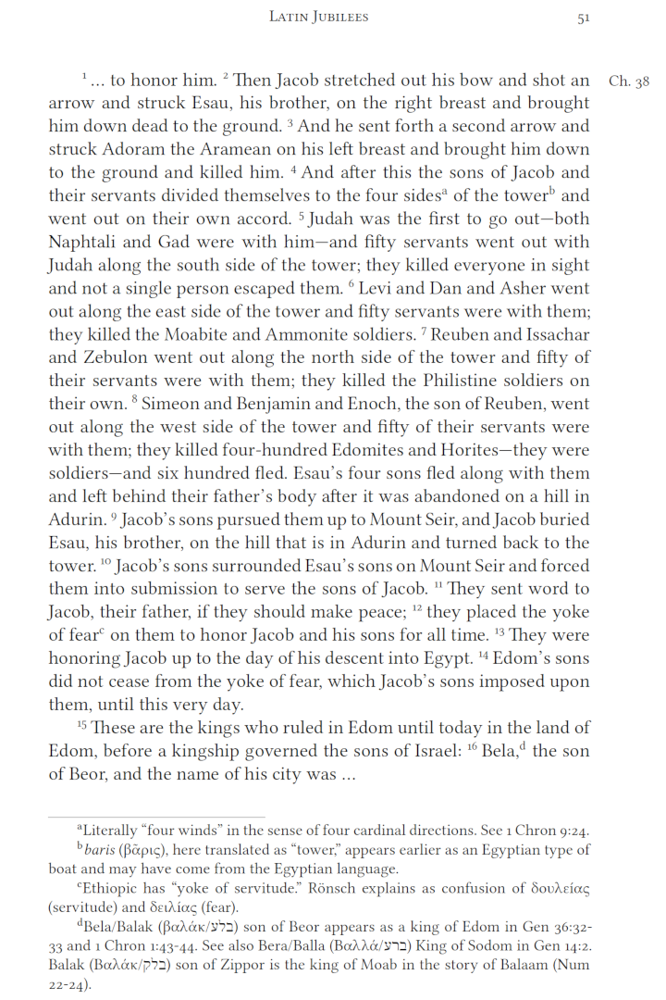 Latin Jubilees 51
¹ … to honor him. ² Then Jacob stretched out his bow and shot an Ch. 38
arrow and struck Esau, his brother, on the right breast and brought
him down dead to the ground. ³ And he sent forth a second arrow and
struck Adoram the Aramean on his left breast and brought him down
to the ground and killed him. ⁴ And after this the sons of Jacob and
their servants divided themselves to the four sidesᵃ of the towerᵇ and
went out on their own accord. ⁵ Judah was the first to go out—both
Naphtali and Gad were with him—and fifty servants went out with
Judah along the south side of the tower; they killed everyone in sight
and not a single person escaped them. ⁶ Levi and Dan and Asher went
out along the east side of the tower and fifty servants were with them;
they killed the Moabite and Ammonite soldiers. ⁷ Reuben and Issachar
and Zebulon went out along the north side of the tower and fifty of
their servants were with them; they killed the Philistine soldiers on
their own. ⁸ Simeon and Benjamin and Enoch, the son of Reuben, went
out along the west side of the tower and fifty of their servants were
with them; they killed four-hundred Edomites and Horites—they were
soldiers—and six hundred fled. Esau’s four sons fled along with them
and left behind their father’s body after it was abandoned on a hill in
Adurin. ⁹ Jacob’s sons pursued them up to Mount Seir, and Jacob buried
Esau, his brother, on the hill that is in Adurin and turned back to the
tower. ¹⁰ Jacob’s sons surrounded Esau’s sons on Mount Seir and forced
them into submission to serve the sons of Jacob. ¹¹ They sent word to
Jacob, their father, if they should make peace; ¹² they placed the yoke
of fearᶜ on them to honor Jacob and his sons for all time. ¹³ They were
honoring Jacob up to the day of his descent into Egypt. ¹⁴ Edom’s sons
did not cease from the yoke of fear, which Jacob’s sons imposed upon
them, until this very day.
¹⁵ These are the kings who ruled in Edom until today in the land of
Edom, before a kingship governed the sons of Israel: ¹⁶ Bela,ᵈ the son
of Beor, and the name of his city was …
ᵃLiterally “four winds” in the sense of four cardinal directions. See 1 Chron 9:24.
ᵇbaris (βᾶρις), here translated as “tower,” appears earlier as an Egyptian type of
boat and may have come from the Egyptian language.
ᶜEthiopic has “yoke of servitude.” Rönsch explains as confusion of δουλείας
(servitude) and δειλίας (fear).
ᵈBela/Balak (βαλάκ/בלע) son of Beor appears as a king of Edom in Gen 36:32-
33 and 1 Chron 1:43-44. See also Bera/Balla (Βαλλά/ברע) King of Sodom in Gen 14:2.
Balak (Βαλάκ/בלק) son of Zippor is the king of Moab in the story of Balaam (Num
22-24).